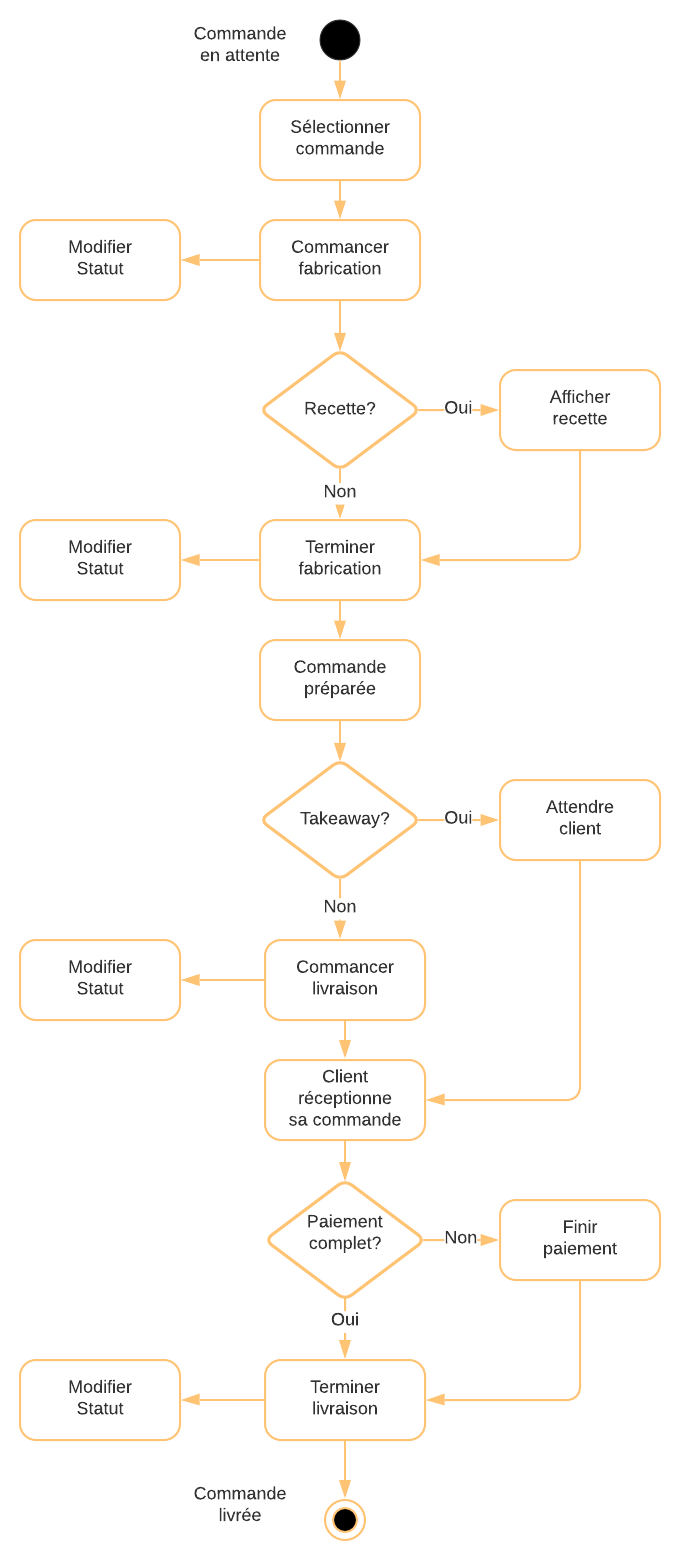 Commande
en attente
Sélectionner
commande
Modifier
Statut
Commancer
fabrication
Recette?
Oui
Afficher
recette
Non
Modifier
Statut
Terminer
fabrication
Commande
préparée
Takeaway?
Oui
Attendre
client
Non
Modifier
Statut
Commancer
livraison
Client
réceptionne
sa commande
Paiement
complet?
Non
Finir
paiement
Oui
Modifier
Statut
Terminer
livraison
Commande
livrée